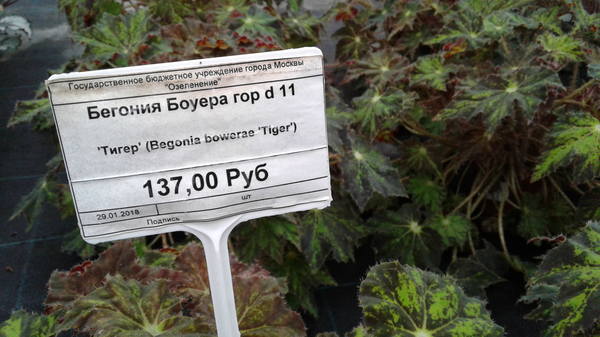 Государственное бюджетное учреждение города Москвы
"Озеленение"
Бегония Боуера гор d 11
'Тигер' (Begonia bowerae 'Tiger')
137,00 Руб
29.01.2018
шт
Подпись